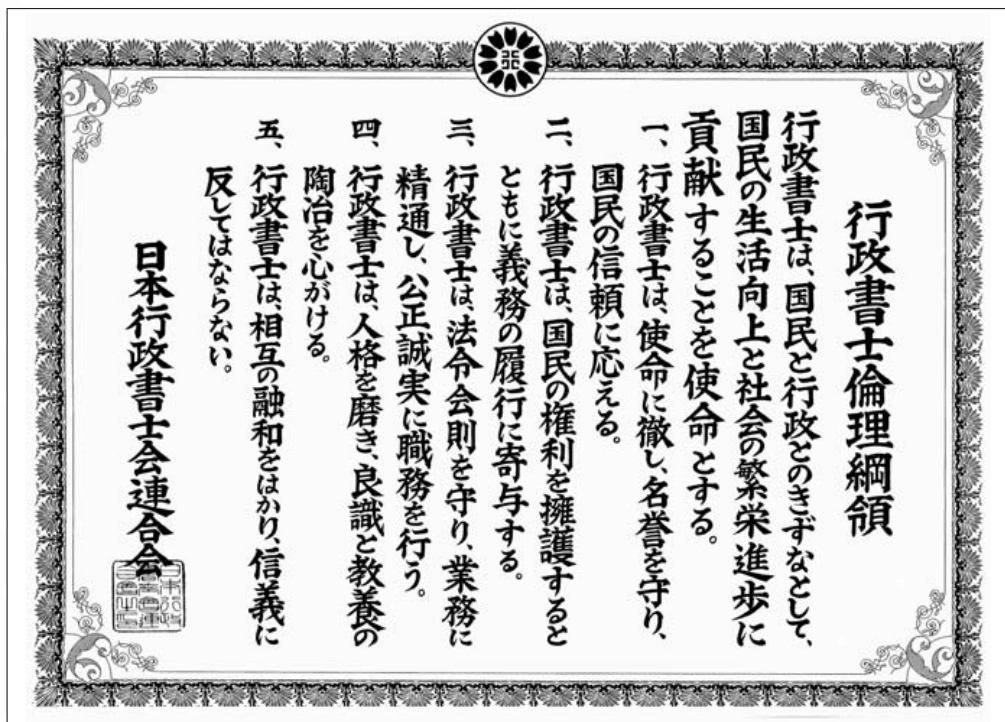 行政書士倫理綱領
行政書士は、国民と行政とのきずなとして、
国民の生活向上と社会の繁栄進歩に
貢献することを使命とする。
一、行政書士は、使命に徹し、名誉を守り、
国民の信頼に応える。
二、行政書士は、国民の権利を擁護すると
ともに義務の履行に寄与する。
三、行政書士は、法令会則を守り、業務に
精通し、公正誠実に職務を行う。
四、行政書士は、人格を磨き、良識と教養の
陶冶を心がける。
五、行政書士は、相互の融和をはかり、信義に
反してはならない。
日本行政書士会連合会